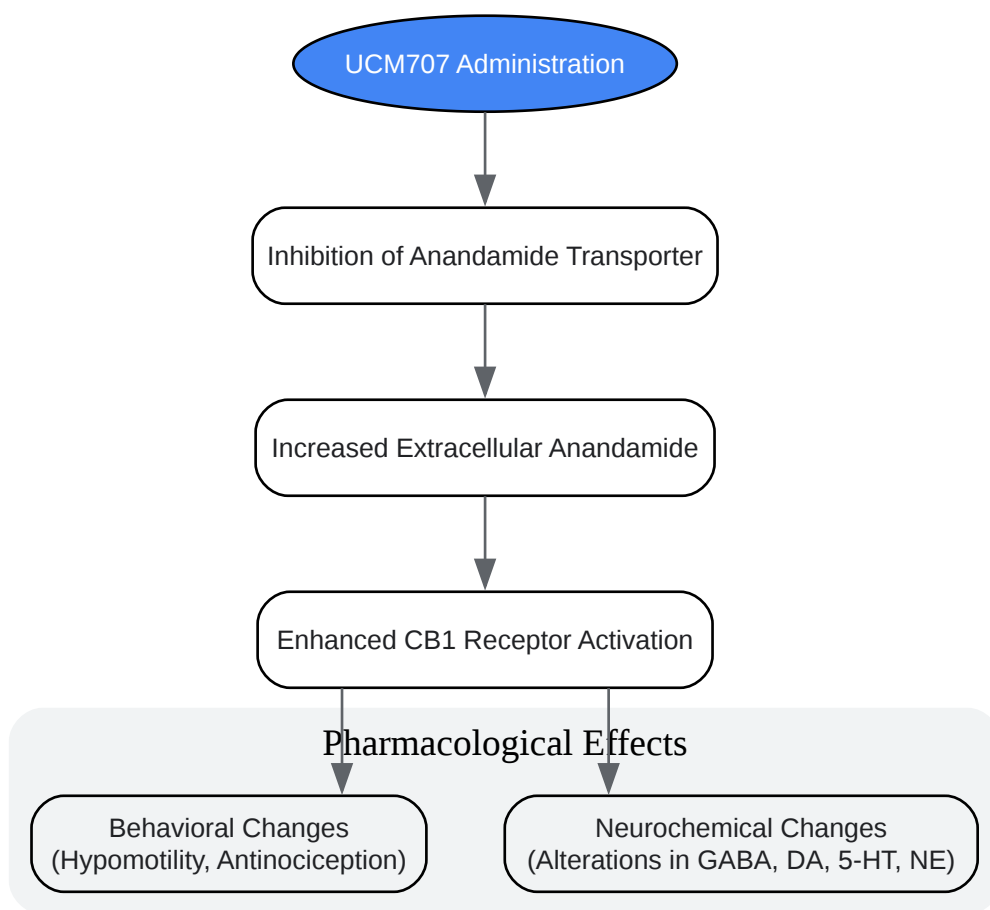 UCM707 Administration
Inhibition of Anandamide Transporter
Increased Extracellular Anandamide
Enhanced CB1 Receptor Activation
Pharmacological Effects
Behavioral Changes
(Hypomotility, Antinociception)
Neurochemical Changes
(Alterations in GABA, DA, 5-HT, NE)